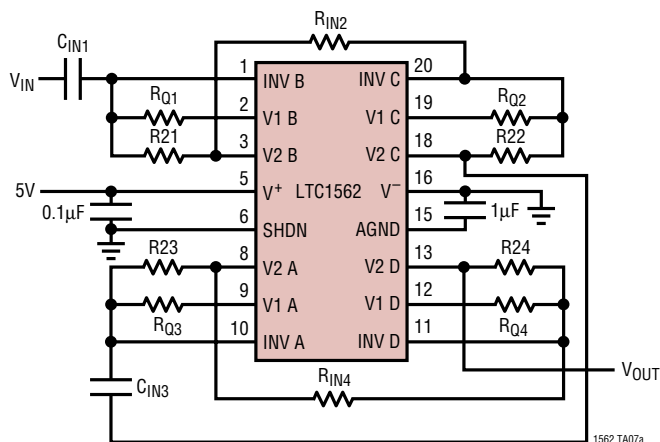 RIN2
CIN1
VIN
1 INV B INV C 20
RQ1 2 V1 B V1 C 19 RQ2
R21 3 V2 B V2 C 18 R22
5V 5 V+ LTC1562 V− 16
0.1µF 1µF
6 SHDN AGND 15
R23 8 V2 A V2 D 13 R24
9 V1 A V1 D 12
RQ3 10 INV A INV D 11 RQ4
CIN3 RIN4 VOUT
1562 TA07a